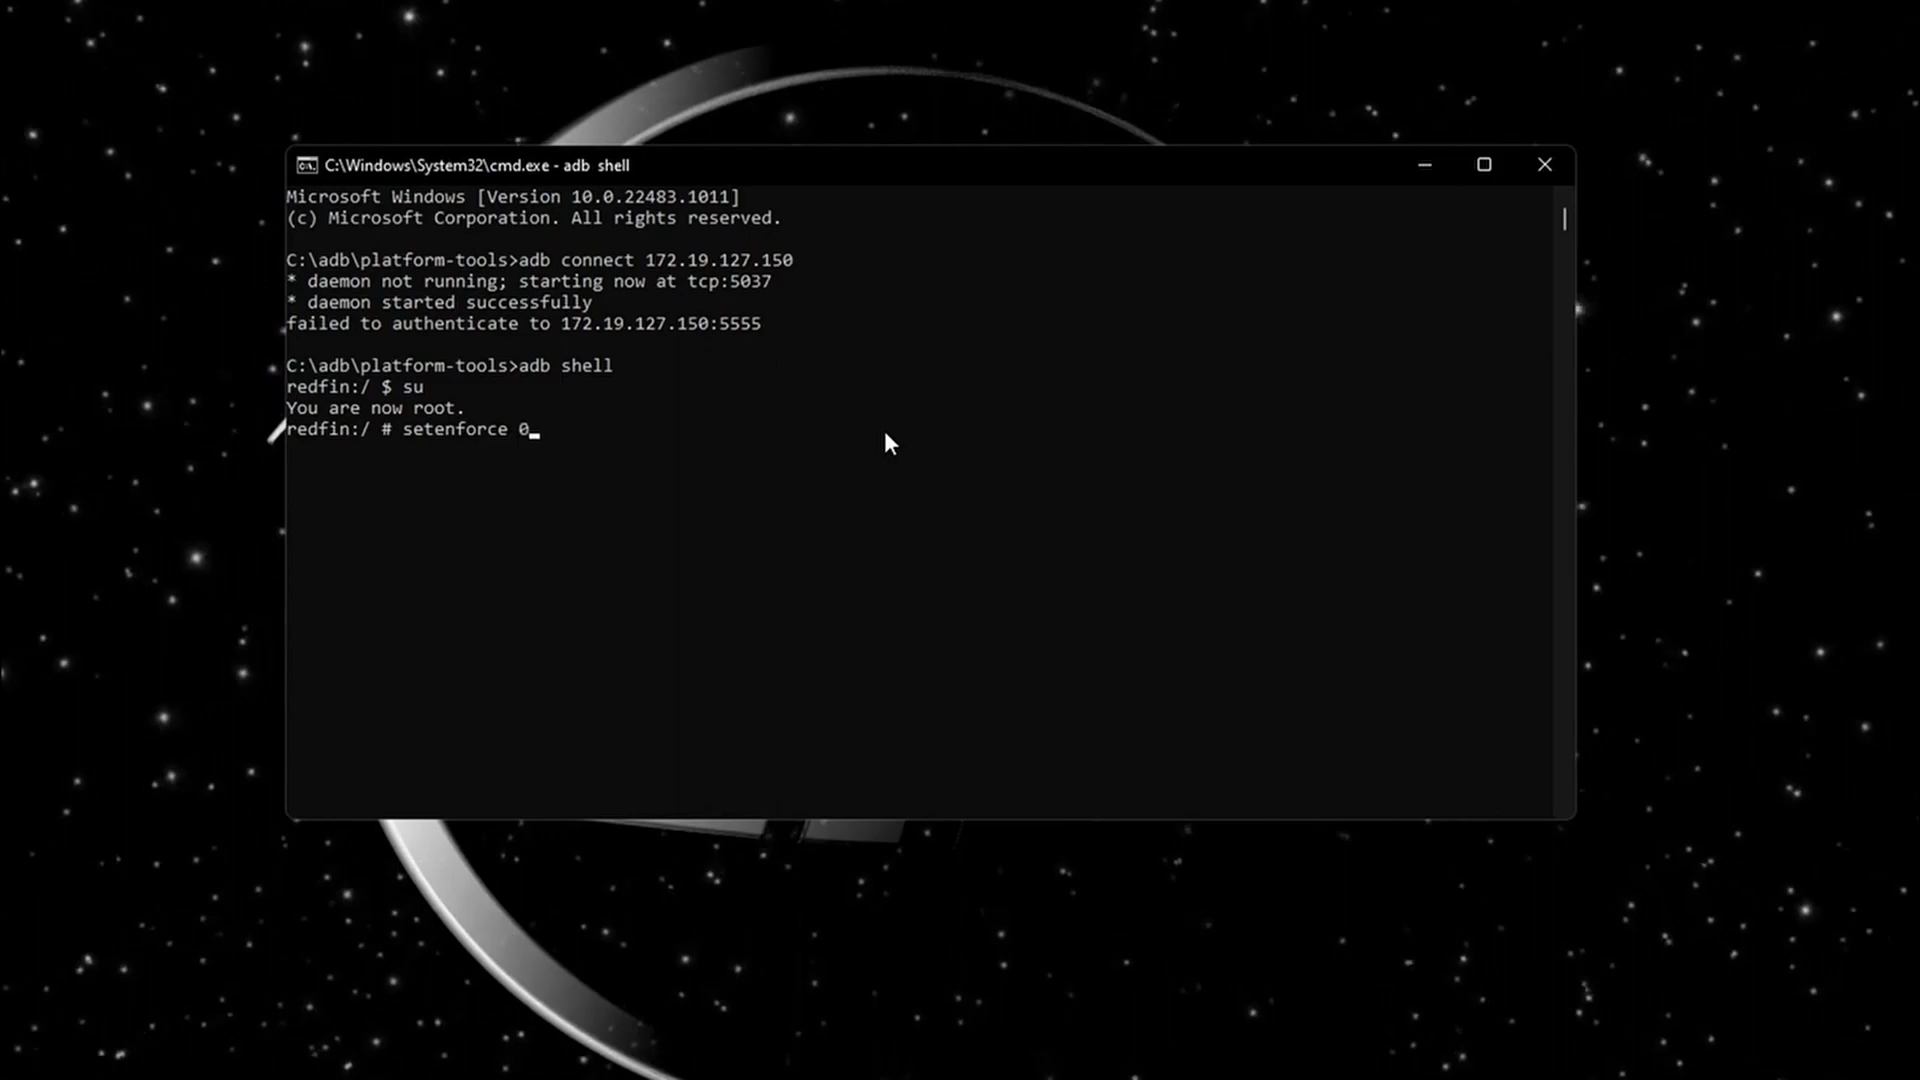 C:\Windows\System32\cmd.exe - adb  shell
Microsoft Windows [Version 10.0.22483.1011]
(c) Microsoft Corporation. All rights reserved.
C:\adb\platform-tools>adb connect 172.19.127.150
* daemon not running; starting now at tcp:5037
* daemon started successfully
failed to authenticate to 172.19.127.150:5555
C:\adb\platform-tools>adb shell
redfin:/ $ su
You are now root.
redfin:/ # setenforce 0